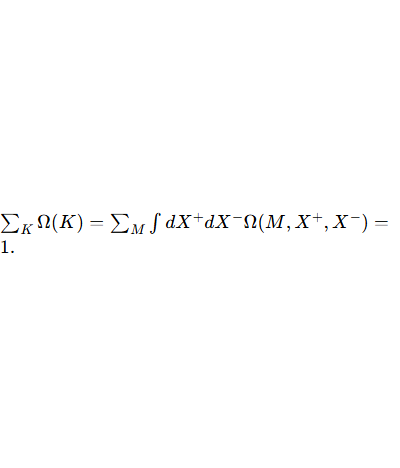 ∑_K Ω(K) = ∑_M ∫ dX⁺dX⁻Ω(M, X⁺, X⁻) =
1.